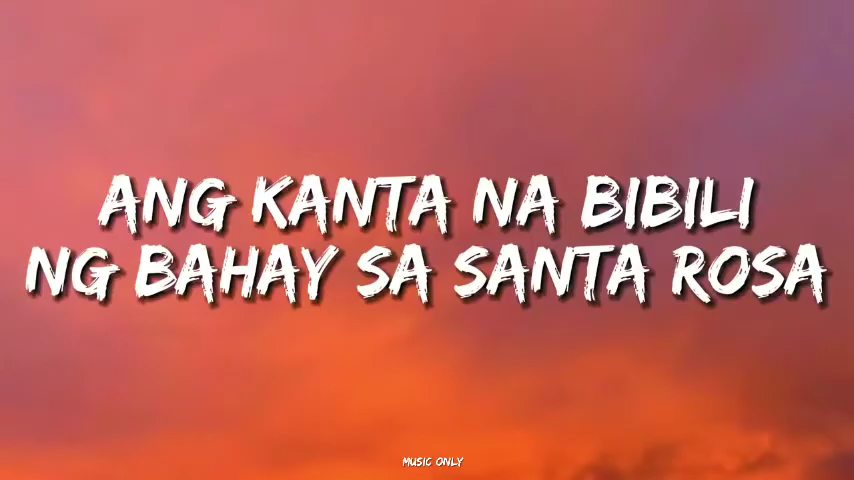 ANG KANTA NA BIBILI
NG BAHAY SA SANTA ROSA
MUSIC ONLY